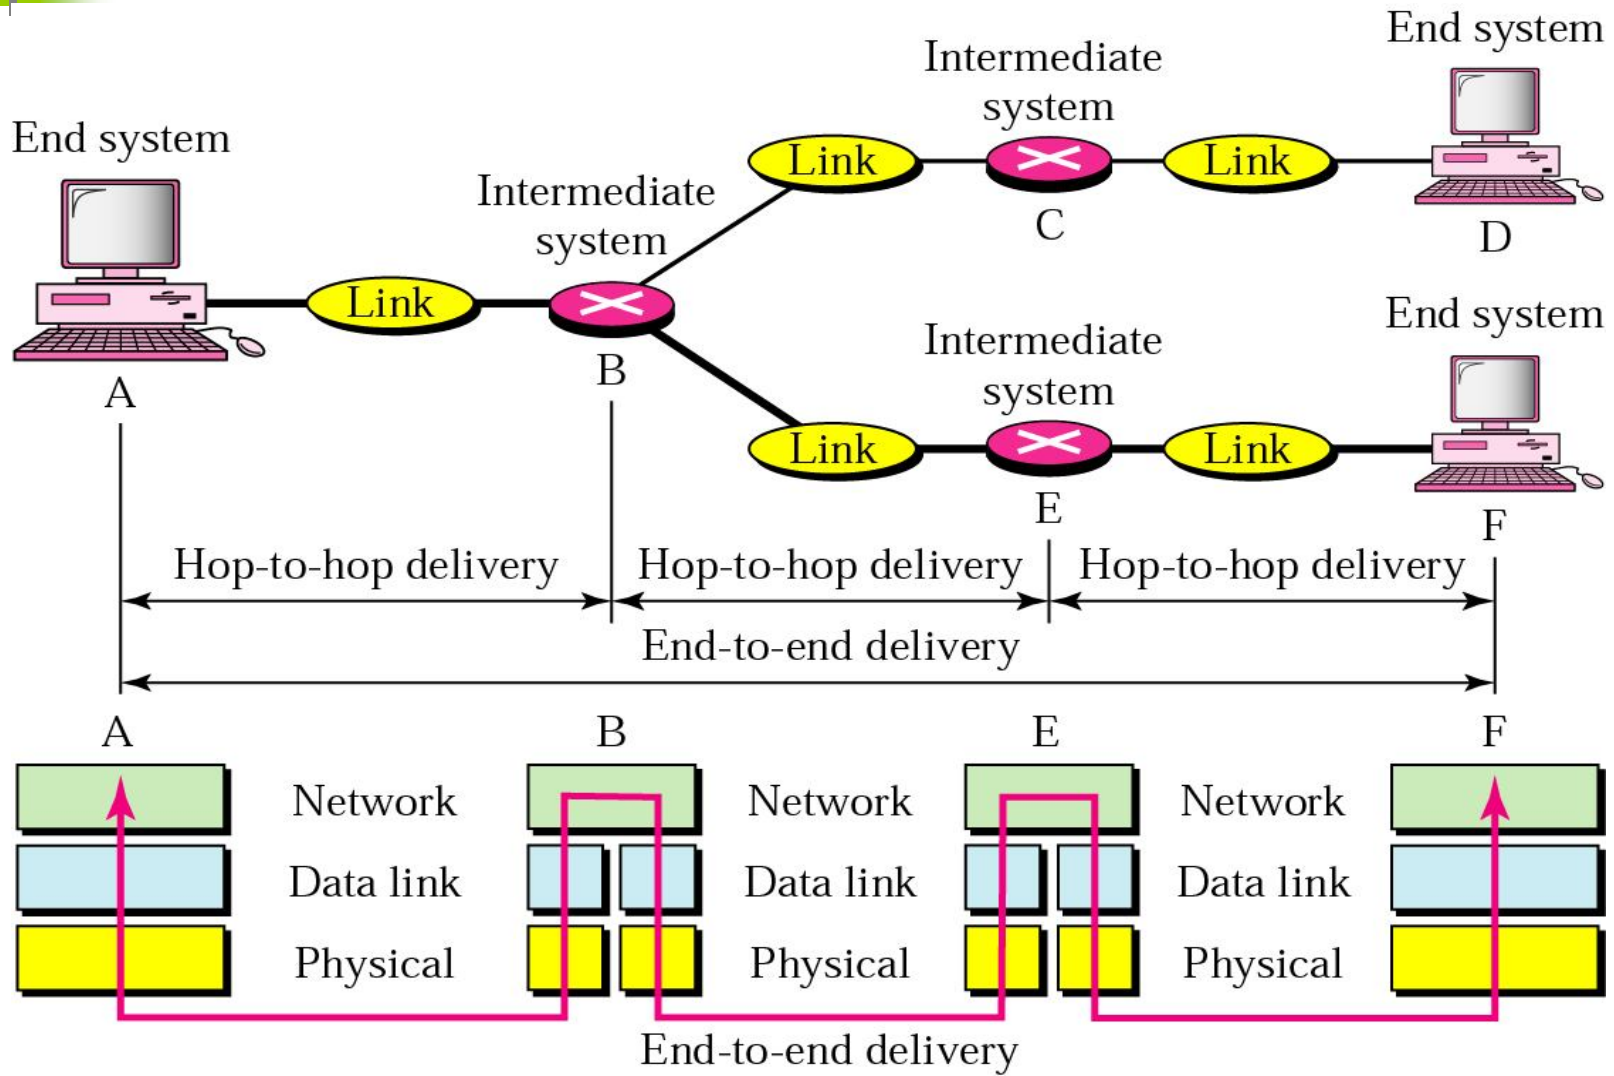 End system
Intermediate
system
End system
Link
Link
C
D
Intermediate
system
Link
B
A
End system
Intermediate
system
Link
Link
E
F
Hop-to-hop delivery
Hop-to-hop delivery
Hop-to-hop delivery
End-to-end delivery
A
B
E
F
Network
Network
Network
Data link
Data link
Data link
Physical
Physical
Physical
End-to-end delivery